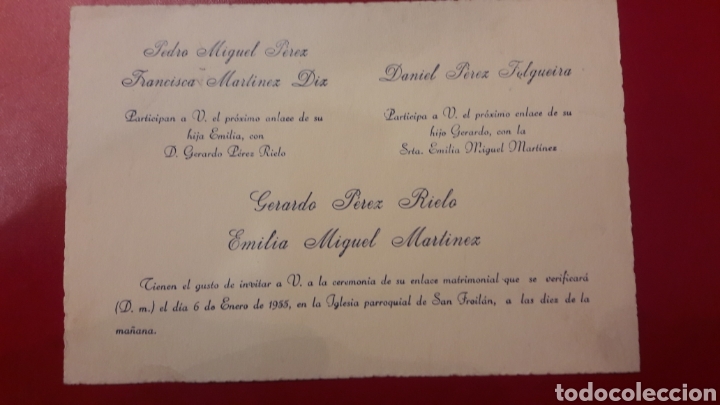 Pedro Miguel Pérez
Francisca Martinez Diz
Participan a V. el próximo enlace de su
hija Emilia, con
D. Gerardo Pérez Rielo
Daniel Pérez Folgueira
Participa a V. el próximo enlace de su
hijo Gerardo, con la
Srta. Emilia Miguel Martinez
Gerardo Pérez Rielo
Emilia Miguel Martinez
Tienen el gusto de invitar a V. a la ceremonia de su enlace matrimonial que se verificará
(D. m.) el día 6 de Enero de 1955, en la Iglesia parroquial de San Froilán, a las diez de la
mañana.
todocoleccion